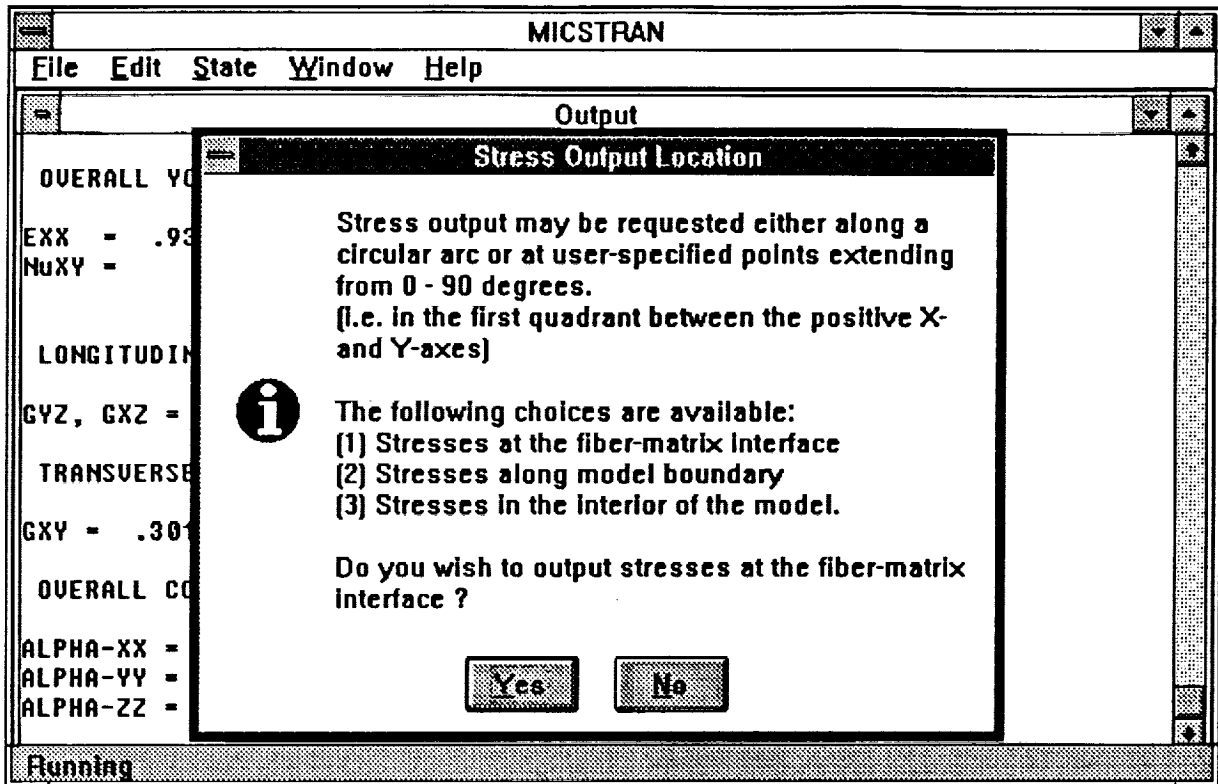 MICSTRAN
File Edit State Window Help
Output
OVERALL
EXX = .93
NuXY =
LONGITUDIN
GYZ, GXZ =
TRANSVERSE
GXY = .301
OVERALL CO
ALPHA-XX =
ALPHA-YY =
ALPHA-ZZ =
Stress Output Location
Stress output may be requested either along a
circular arc or at user-specified points extending
from 0 - 90 degrees.
(i.e. in the first quadrant between the positive X-
and Y-axes)
The following choices are available:
(1) Stresses at the fiber-matrix interface
(2) Stresses along model boundary
(3) Stresses in the interior of the model.
Do you wish to output stresses at the fiber-matrix
interface ?
Yes No
Running